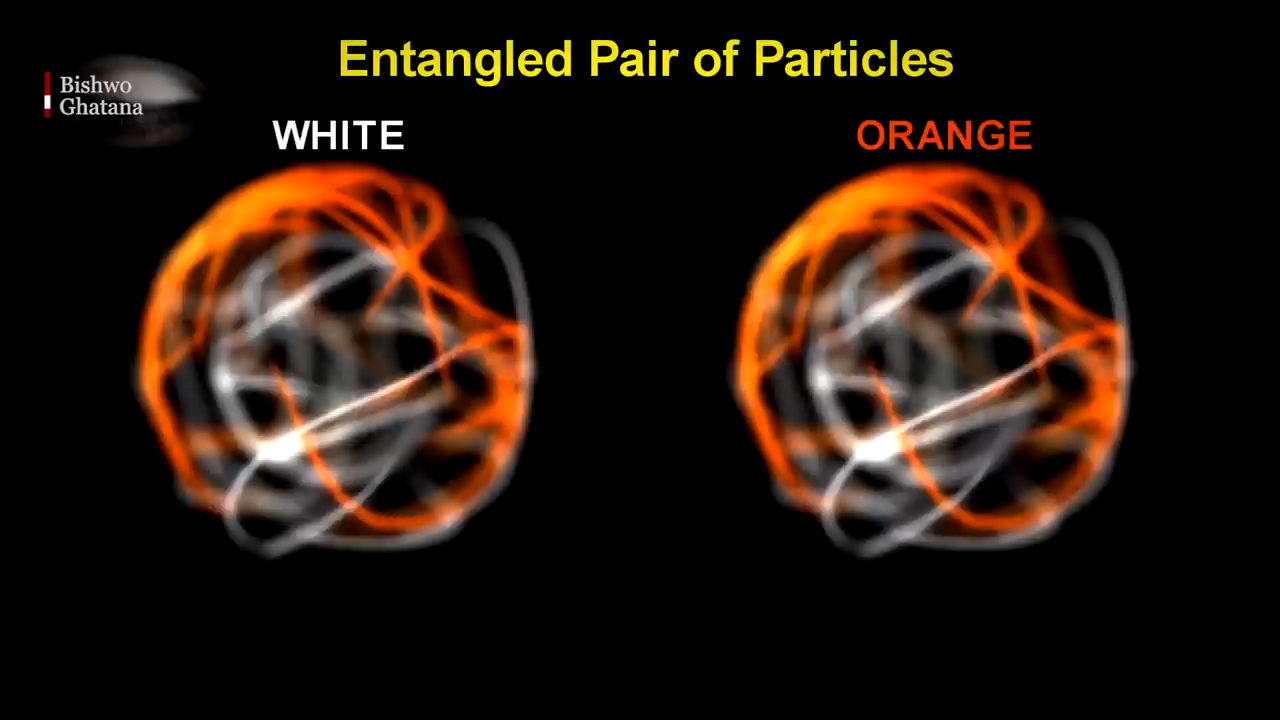 Entangled Pair of Particles
Bishwo
Ghatana
WHITE
ORANGE